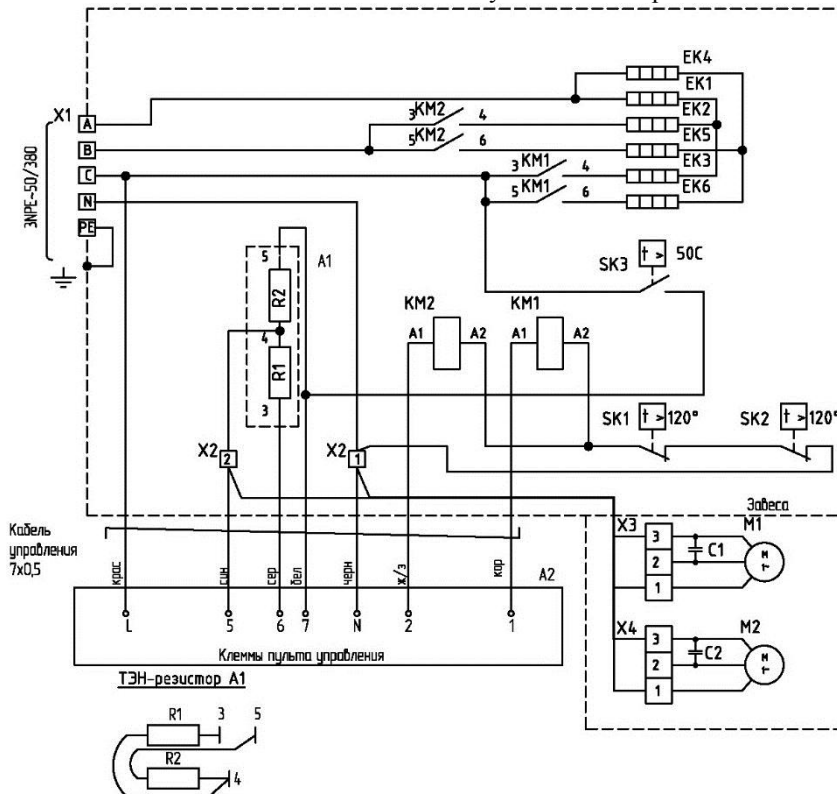 EK4
EK1
X1
A
KM2
3
4
EK2
B
KM2
5
6
EK5
C
3
KM1
4
EK3
N
5
KM1
6
EK6
PE
3NPE~50/380
5
A1
SK3
t >
50C
R2
KM2
KM1
4
A1
A2
A1
A2
R1
3
SK1
t >
120°
SK2
t >
120°
X2
2
X2
1
Завеса
Кабель
управления
7x0,5
крас
син
сер
бел
черн
ж/з
кор
A2
X3
3
2
1
C1
M1
M
1~
L
5
6
7
N
2
1
Клеммы пульта управления
X4
3
2
1
C2
M2
M
1~
ТЭН-резистор А1
R1
3
5
R2
4